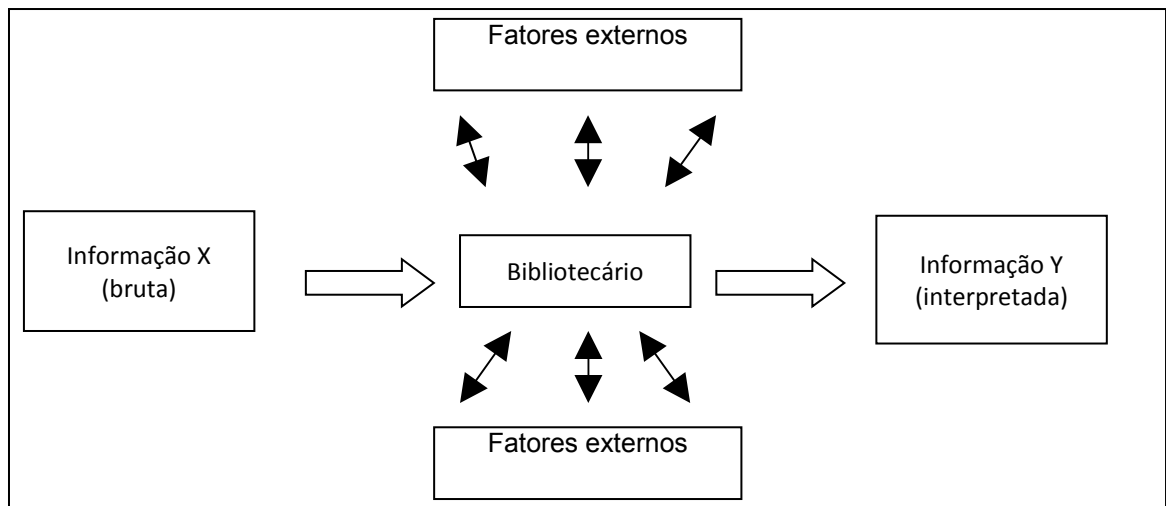 Fatores externos
Informação X
(bruta)
Bibliotecário
Informação Y
(interpretada)
Fatores externos